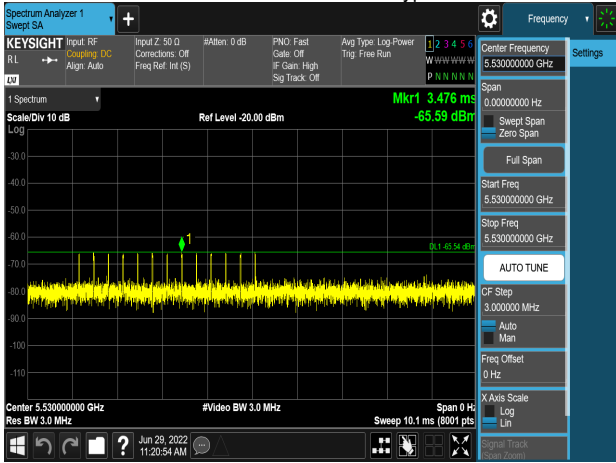 Spectrum Analyzer 1
Swept SA
Frequency
KEYSIGHT
RL
LXI
Input: RF
Coupling: DC
Align: Auto
Input Z: 50 Ω
Corrections: Off
Freq Ref: Int (S)
#Atten: 0 dB
PNO: Fast
Gate: Off
IF Gain: High
Sig Track: Off
Avg Type: Log-Power
Trig: Free Run
1 2 3 4 5 6
W W W W W W
P N N N N N
1 Spectrum
Scale/Div 10 dB
Ref Level -20.00 dBm
Mkr1 3.476 ms
-65.59 dBm
Log
-30.0
-40.0
-50.0
-60.0
-70.0
-80.0
-90.0
-100
-110
1
DL1 -65.54 dBm
Center 5.530000000 GHz
Res BW 3.0 MHz
#Video BW 3.0 MHz
Span 0 Hz
Sweep 10.1 ms (8001 pts
Jun 29, 2022
11:20:54 AM
?
Center Frequency
5.530000000 GHz
Settings
Span
0.00000000 Hz
Swept Span
Zero Span
Full Span
Start Freq
5.530000000 GHz
Stop Freq
5.530000000 GHz
AUTO TUNE
CF Step
3.000000 MHz
Auto
Man
Freq Offset
0 Hz
X Axis Scale
Log
Lin
Signal Track
(Span Zoom)